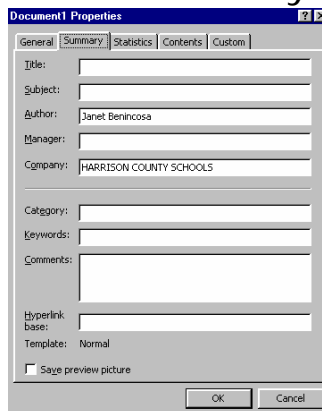 Document1 Properties
General Summary Statistics Contents Custom
Title:
Subject:
Author: Janet Benincosa
Manager:
Company: HARRISON COUNTY SCHOOLS
Category:
Keywords:
Comments:
Hyperlink
base:
Template: Normal
Save preview picture
OK Cancel